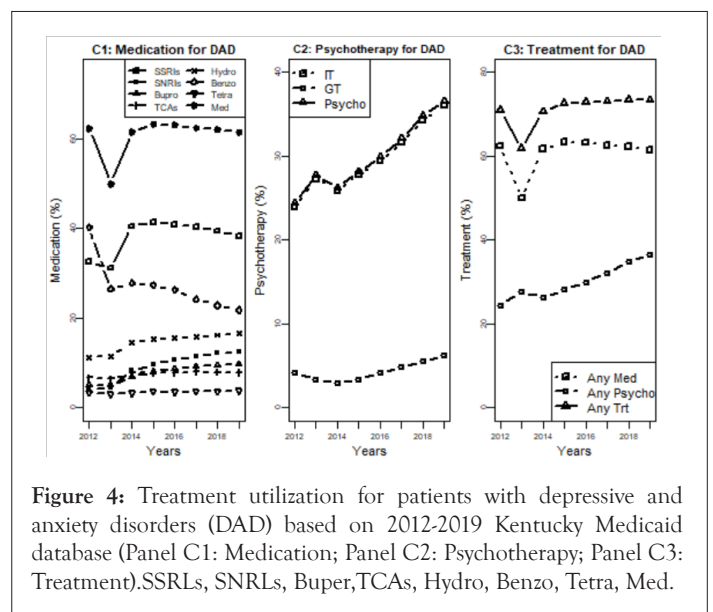 C1: Medication for DAD
SSRIs
SNRIs
Bupro
TCAs
Hydro
Benzo
Tetra
Med
Medication (%)
0
20
40
60
2012
2014
2016
2018
Years
C2: Psychotherapy for DAD
IT
GT
Psycho
Psychotherapy (%)
0
10
20
30
40
2012
2014
2016
2018
Years
C3: Treatment for DAD
Any Med
Any Psycho
Any Trt
Treatment (%)
0
20
40
60
80
2012
2014
2016
2018
Years
Figure 4: Treatment utilization for patients with depressive and
anxiety disorders (DAD) based on 2012-2019 Kentucky Medicaid
database (Panel C1: Medication; Panel C2: Psychotherapy; Panel C3:
Treatment).SSRLs, SNRLs, Buper,TCAs, Hydro, Benzo, Tetra, Med.